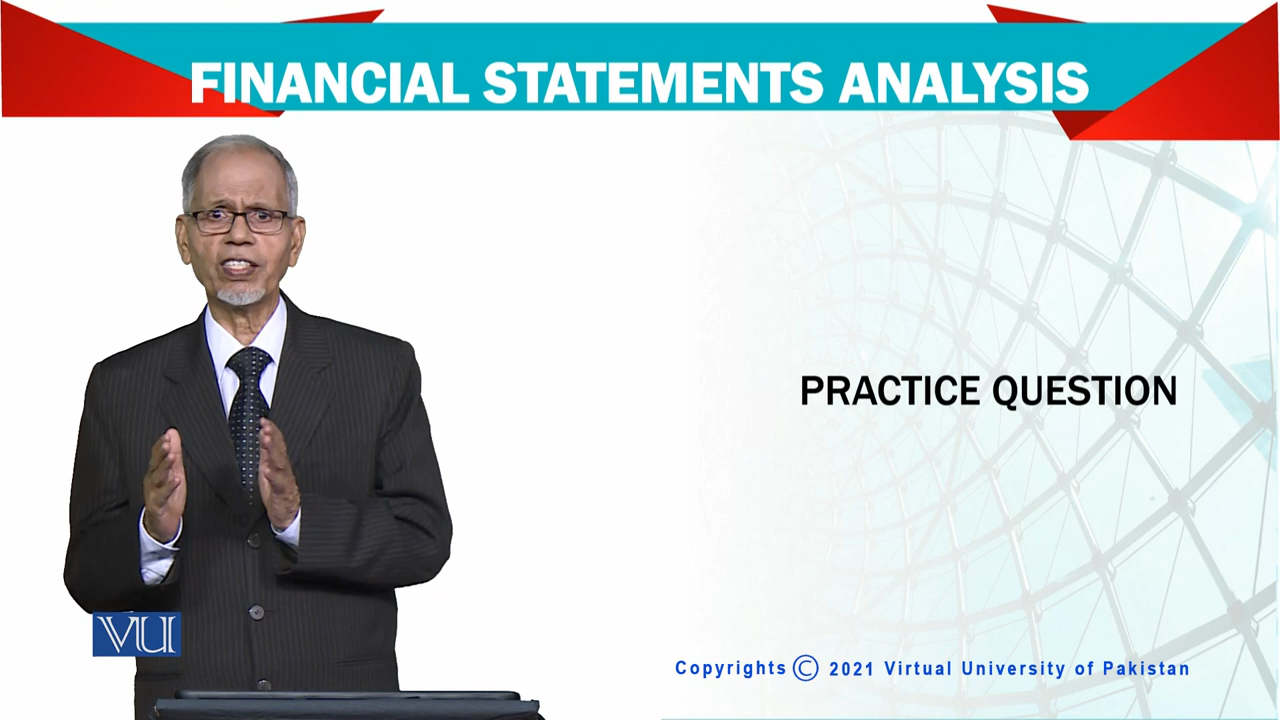 FINANCIAL STATEMENTS ANALYSIS
PRACTICE QUESTION
VU
Copyrights © 2021 Virtual University of Pakistan